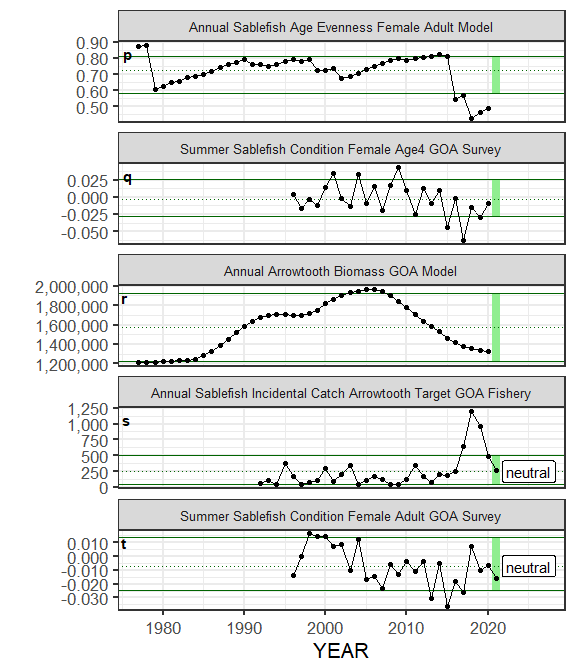 Annual Sablefish Age Evenness Female Adult Model
0.90
0.80
0.70
0.60
0.50
p
Summer Sablefish Condition Female Age4 GOA Survey
0.025
0.000
-0.025
-0.050
q
Annual Arrowtooth Biomass GOA Model
2,000,000
1,800,000
1,600,000
1,400,000
1,200,000
r
Annual Sablefish Incidental Catch Arrowtooth Target GOA Fishery
1,250
1,000
750
500
250
0
s
neutral
Summer Sablefish Condition Female Adult GOA Survey
0.010
0.000
-0.010
-0.020
-0.030
t
neutral
1980 1990 2000 2010 2020
YEAR